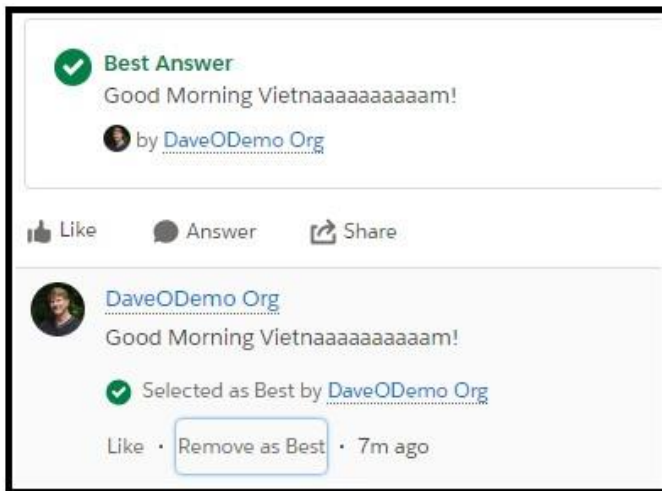 Best Answer
Good Morning Vietnaaaaaaaaaam!
by DaveODemo Org
Like Answer Share
DaveODemo Org
Good Morning Vietnaaaaaaaaaam!
Selected as Best by DaveODemo Org
Like · Remove as Best · 7m ago